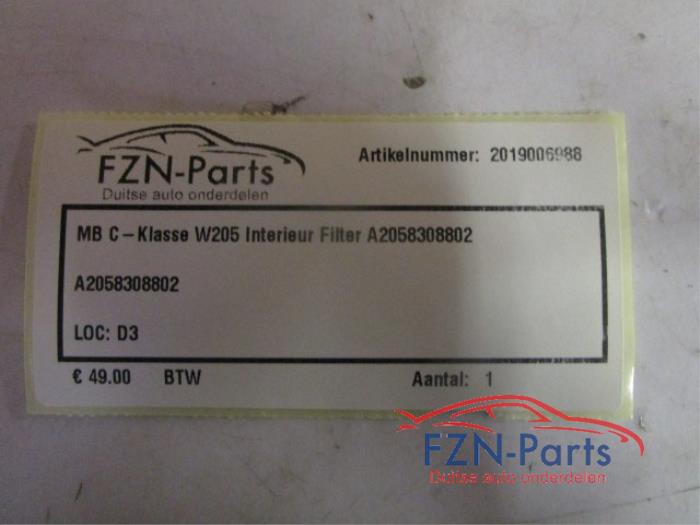 FZN-Parts
Duitse auto onderdelen
Artikelnummer: 2019006988
MB C-Klasse W205 Interieur Filter A2058308802
A2058308802
LOC: D3
€ 49.00 BTW Aantal: 1
FZN-Parts
Duitse auto onderdelen